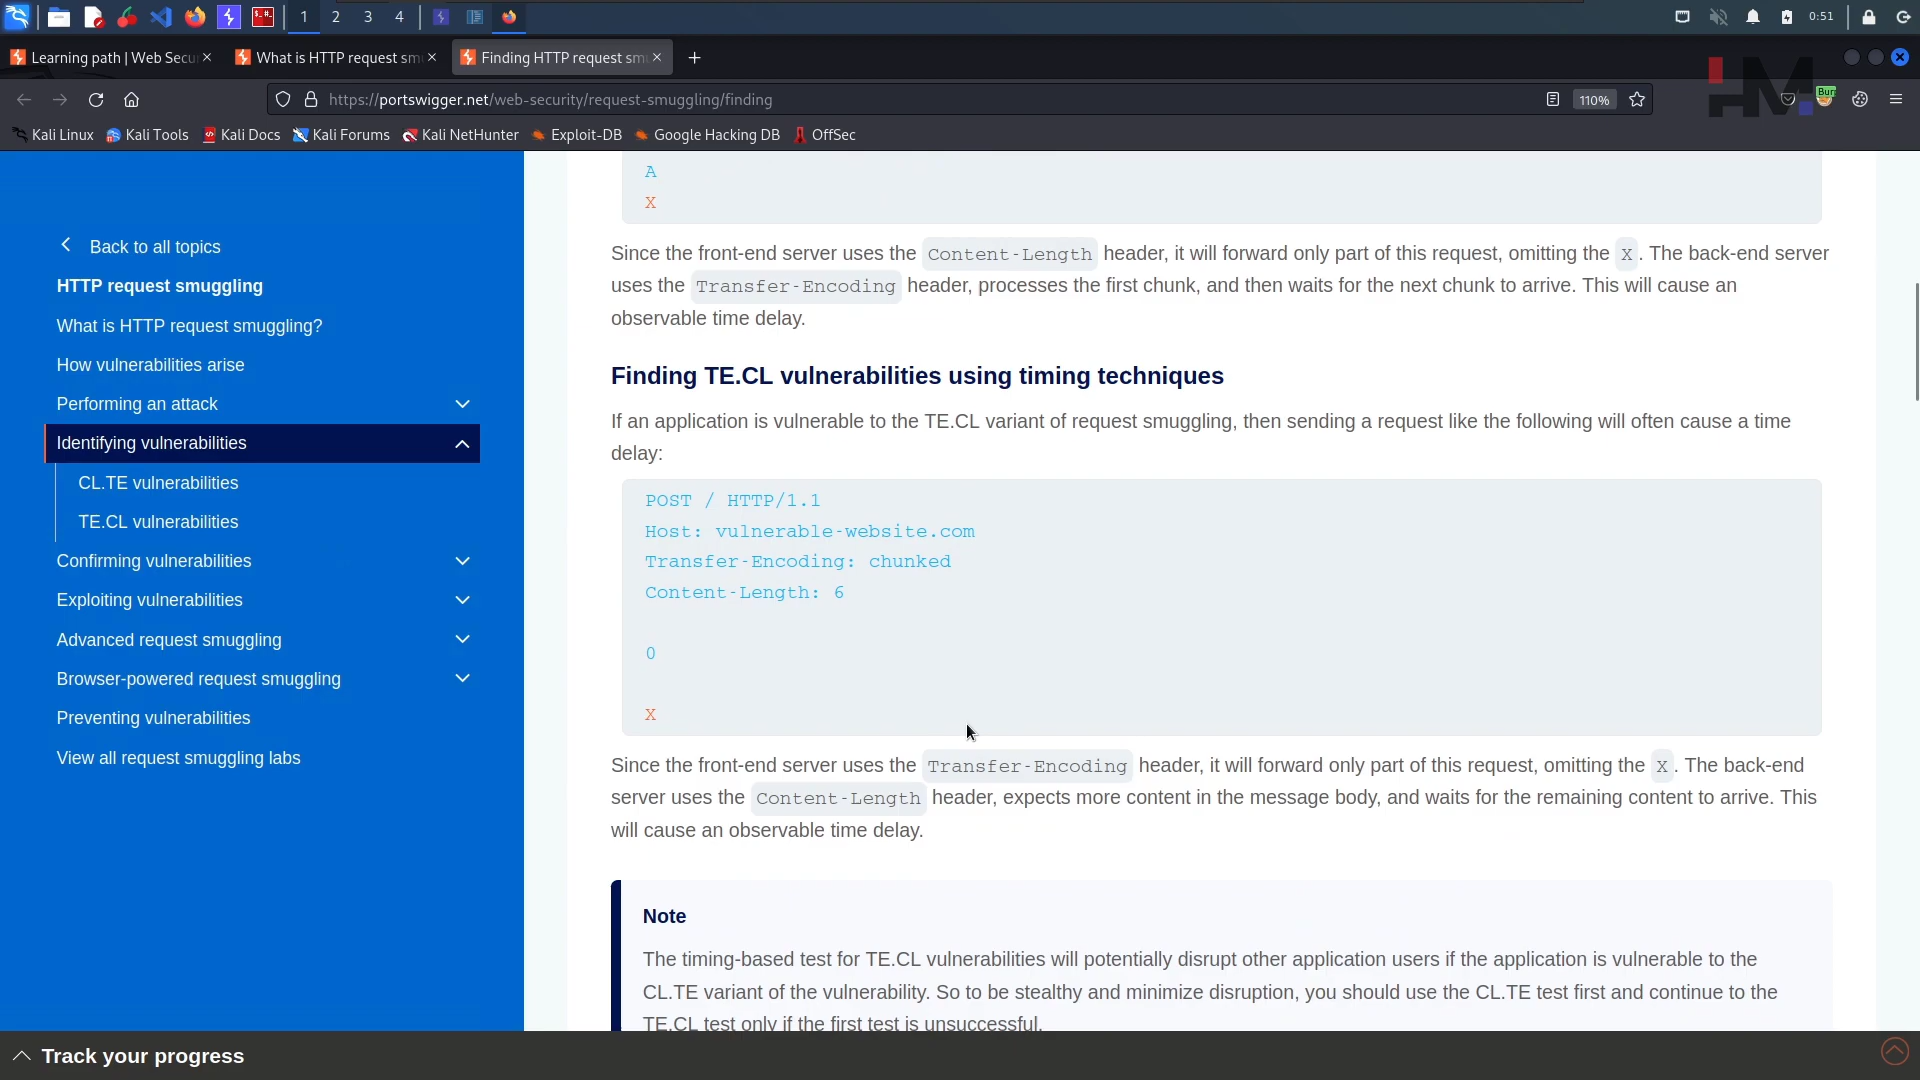 1 2 3 4 0:51
Learning path | Web Secu
What is HTTP request sm
Finding HTTP request sm
https://portswigger.net/web-security/request-smuggling/finding
110%
HM
Kali Linux Kali Tools Kali Docs Kali Forums Kali NetHunter Exploit-DB Google Hacking DB OffSec
Back to all topics
HTTP request smuggling
What is HTTP request smuggling?
How vulnerabilities arise
Performing an attack
Identifying vulnerabilities
CL.TE vulnerabilities
TE.CL vulnerabilities
Confirming vulnerabilities
Exploiting vulnerabilities
Advanced request smuggling
Browser-powered request smuggling
Preventing vulnerabilities
View all request smuggling labs
A
X
Since the front-end server uses the Content-Length header, it will forward only part of this request, omitting the X. The back-end server
uses the Transfer-Encoding header, processes the first chunk, and then waits for the next chunk to arrive. This will cause an
observable time delay.
Finding TE.CL vulnerabilities using timing techniques
If an application is vulnerable to the TE.CL variant of request smuggling, then sending a request like the following will often cause a time
delay:
POST / HTTP/1.1
Host: vulnerable-website.com
Transfer-Encoding: chunked
Content-Length: 6
0
X
Since the front-end server uses the Transfer-Encoding header, it will forward only part of this request, omitting the X. The back-end
server uses the Content-Length header, expects more content in the message body, and waits for the remaining content to arrive. This
will cause an observable time delay.
Note
The timing-based test for TE.CL vulnerabilities will potentially disrupt other application users if the application is vulnerable to the
CL.TE variant of the vulnerability. So to be stealthy and minimize disruption, you should use the CL.TE test first and continue to the
TE.CL test only if the first test is unsuccessful.
Track your progress